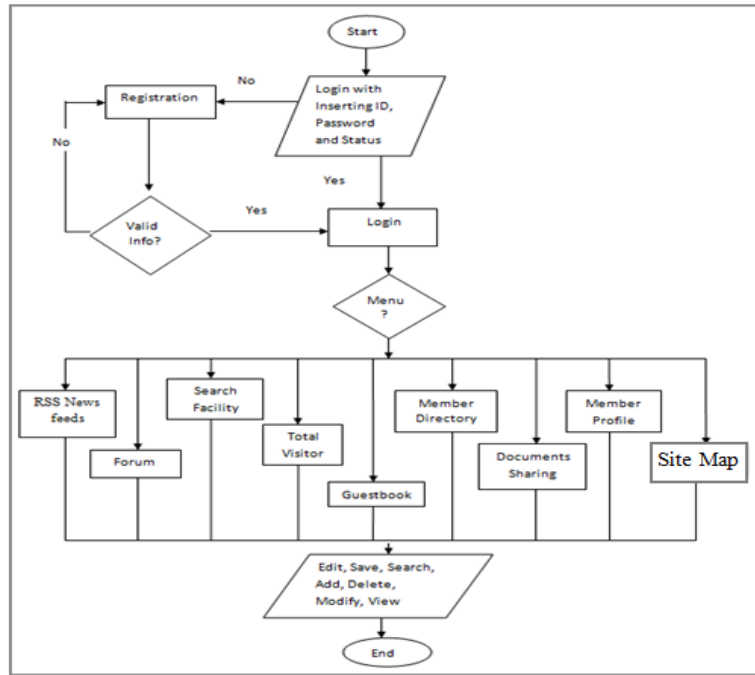 Start
No
Login with
Inserting ID,
Password
and Status
Registration
No
Yes
Valid
Info?
Yes
Login
Menu
?
RSS News
feeds
Forum
Search
Facility
Total
Visitor
Guestbook
Member
Directory
Documents
Sharing
Member
Profile
Site Map
Edit, Save, Search,
Add, Delete,
Modify, View
End